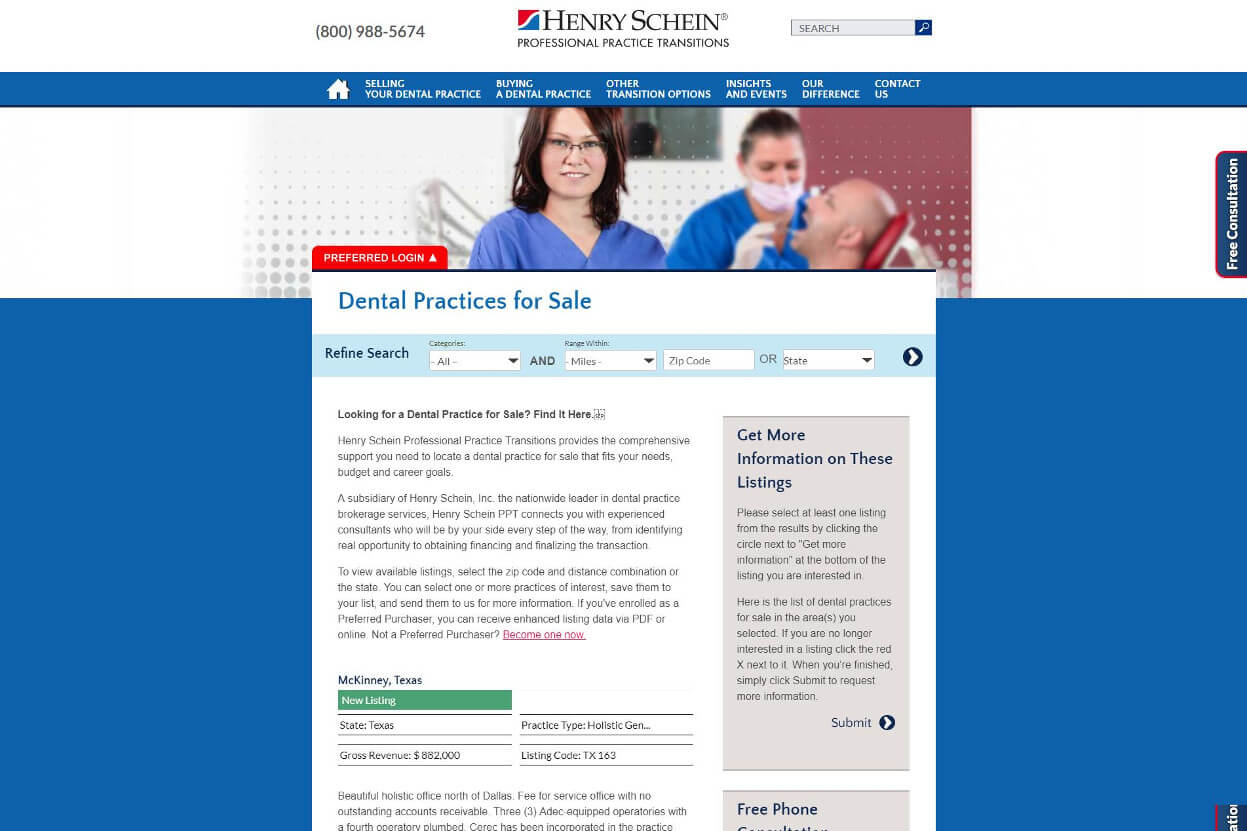 (800) 988-5674
HENRY SCHEIN®
PROFESSIONAL PRACTICE TRANSITIONS
SEARCH
SELLING
YOUR DENTAL PRACTICE
BUYING
A DENTAL PRACTICE
OTHER
TRANSITION OPTIONS
INSIGHTS
AND EVENTS
OUR
DIFFERENCE
CONTACT
US
Free Consultation
PREFERRED LOGIN ▲
Dental Practices for Sale
Refine Search
Categories:
- All --
AND
Range Within:
- Miles -
Zip Code
OR
State
Looking for a Dental Practice for Sale? Find It Here.
Henry Schein Professional Practice Transitions provides the comprehensive
support you need to locate a dental practice for sale that fits your needs,
budget and career goals.
A subsidiary of Henry Schein, Inc. the nationwide leader in dental practice
brokerage services, Henry Schein PPT connects you with experienced
consultants who will be by your side every step of the way, from identifying
real opportunity to obtaining financing and finalizing the transaction.
To view available listings, select the zip code and distance combination or
the state. You can select one or more practices of interest, save them to
your list, and send them to us for more information. If you've enrolled as a
Preferred Purchaser, you can receive enhanced listing data via PDF or
online. Not a Preferred Purchaser? Become one now.
McKinney, Texas
New Listing
State: Texas
Practice Type: Holistic Gen...
Gross Revenue: $ 882,000
Listing Code: TX 163
Beautiful holistic office north of Dallas. Fee for service office with no
outstanding accounts receivable. Three (3) Adec-equipped operatories with
a fourth operatory plumbed. Cerec has been incorporated in the practice
Get More
Information on These
Listings
Please select at least one listing
from the results by clicking the
circle next to "Get more
information" at the bottom of the
listing you are interested in.
Here is the list of dental practices
for sale in the area(s) you
selected. If you are no longer
interested in a listing click the red
X next to it. When you're finished,
simply click Submit to request
more information.
Submit
Free Phone
Consultation